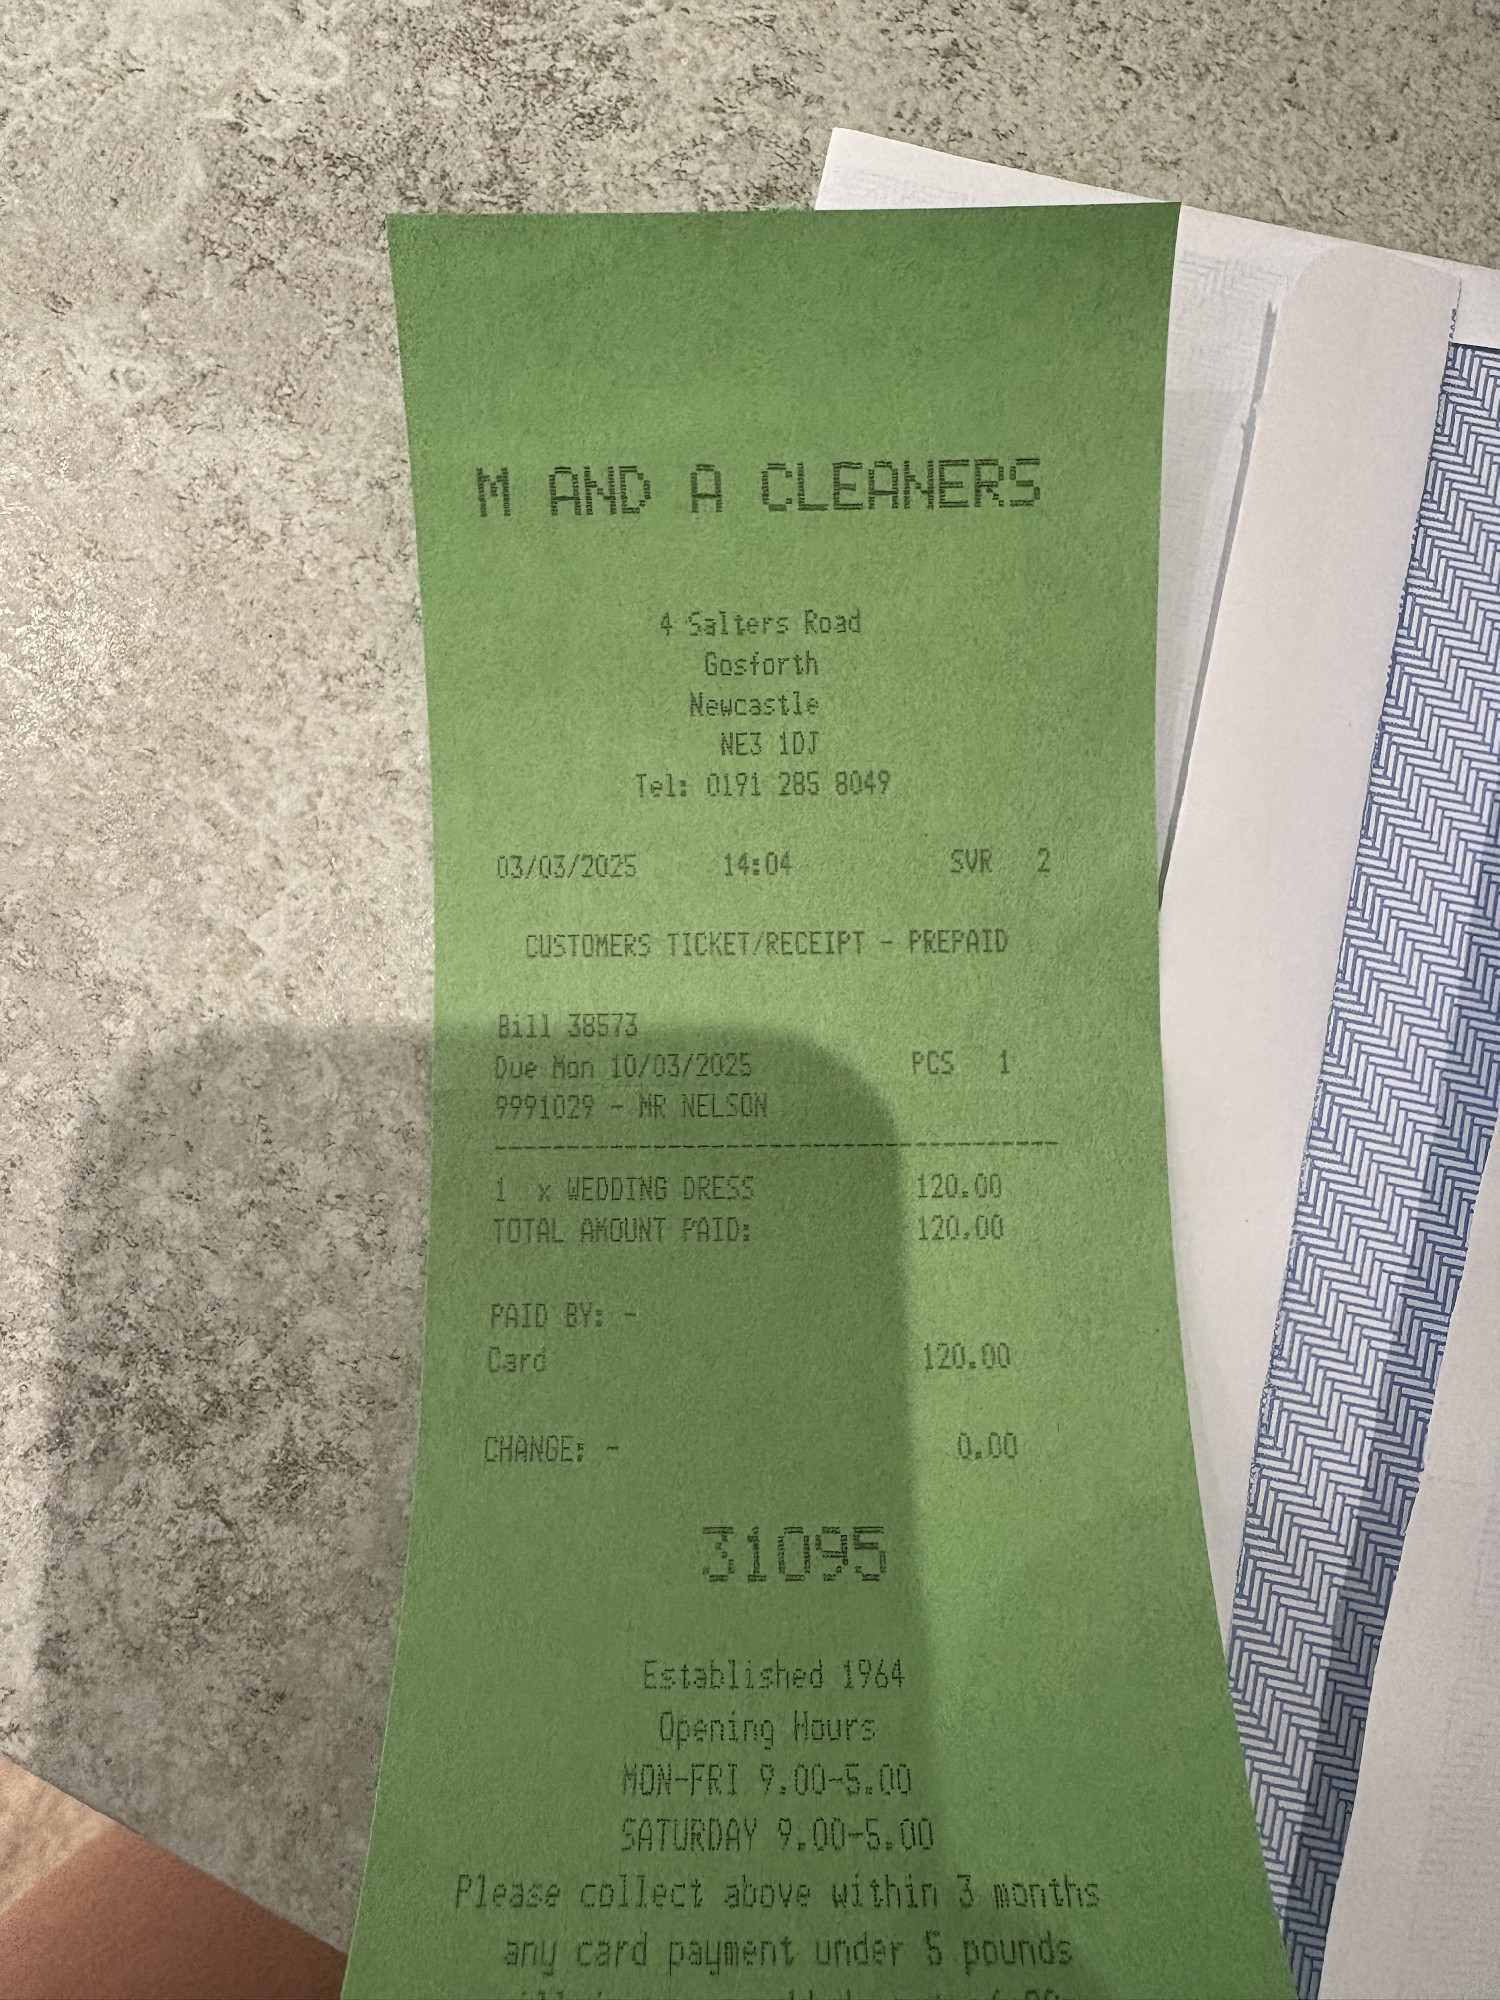 M AND A CLEANERS
4 Salters Road
Gosforth
Newcastle
NE3 1DJ
Tel: 0191 285 8049
03/03/2025 14:04 SVR 2
CUSTOMERS TICKET/RECEIPT - PREPAID
Bill 38573
Due Mon 10/03/2025 PCS 1
9991029 - MR NELSON
1 x WEDDING DRESS 120.00
TOTAL AMOUNT PAID: 120.00
PAID BY: -
Card 120.00
CHANGE: - 0.00
31095
Established 1964
Opening Hours
MON-FRI 9.00-5.00
SATURDAY 9.00-5.00
Please collect above within 3 months
any card payment under 5 pounds